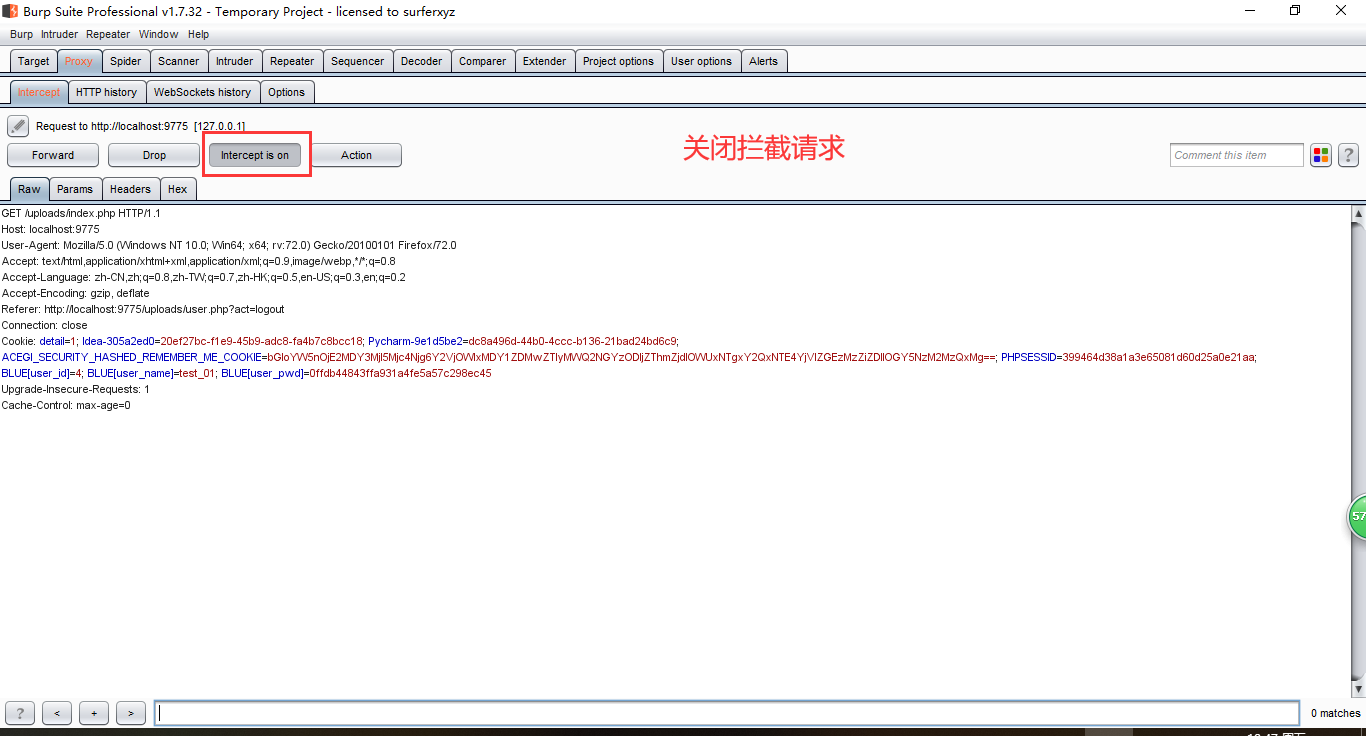 Burp Suite Professional v1.7.32 - Temporary Project - licensed to surferxyz
Burp Intruder Repeater Window Help
Target Proxy Spider Scanner Intruder Repeater Sequencer Decoder Comparer Extender Project options User options Alerts
Intercept HTTP history WebSockets history Options
Request to http://localhost:9775 [127.0.0.1]
Forward Drop Intercept is on Action 关闭拦截请求 Comment this item ?
Raw Params Headers Hex
GET /uploads/index.php HTTP/1.1
Host: localhost:9775
User-Agent: Mozilla/5.0 (Windows NT 10.0; Win64; x64; rv:72.0) Gecko/20100101 Firefox/72.0
Accept: text/html,application/xhtml+xml,application/xml;q=0.9,image/webp,*/*;q=0.8
Accept-Language: zh-CN,zh;q=0.8,zh-TW;q=0.7,zh-HK;q=0.5,en-US;q=0.3,en;q=0.2
Accept-Encoding: gzip, deflate
Referer: http://localhost:9775/uploads/user.php?act=logout
Connection: close
Cookie: detail=1; Idea-305a2ed0=20ef27bc-f1e9-45b9-adc8-fa4b7c8bcc18; Pycharm-9e1d5be2=dc8a496d-44b0-4ccc-b136-21bad24bd6c9;
ACEGI_SECURITY_HASHED_REMEMBER_ME_COOKIE= PHPSESSID=399464d38a1a3e65081d60d25a0e21aa;
BLUE[user_id]=4; BLUE[user_name]=test_01; BLUE[user_pwd]=0ffdb44843ffa931a4fe5a57c298ec45
Upgrade-Insecure-Requests: 1
Cache-Control: max-age=0
57
? < + > 0 matches